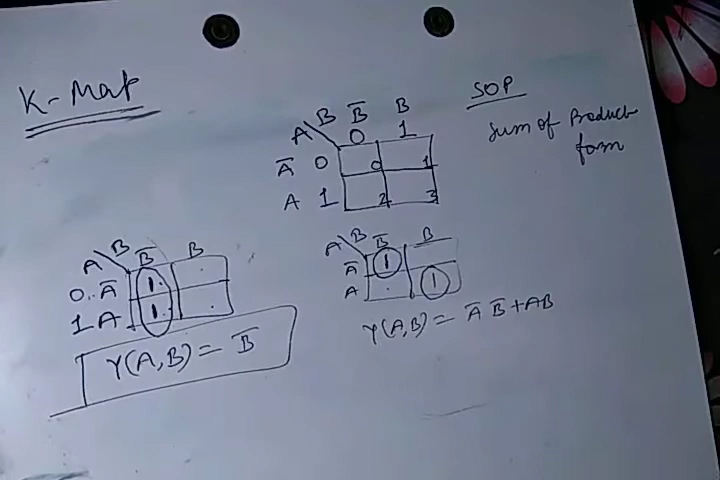 K-Map
SOP
Sum of Product
form
A B B̅ B
0 1
A̅ 0 0 1
A 1 2 3
A B B̅ B
0 A̅ 1
1 A 1
Y(A,B) = B̅
A B B̅ B
A̅ 1
A 1
Y(A,B) = A̅ B̅ + AB